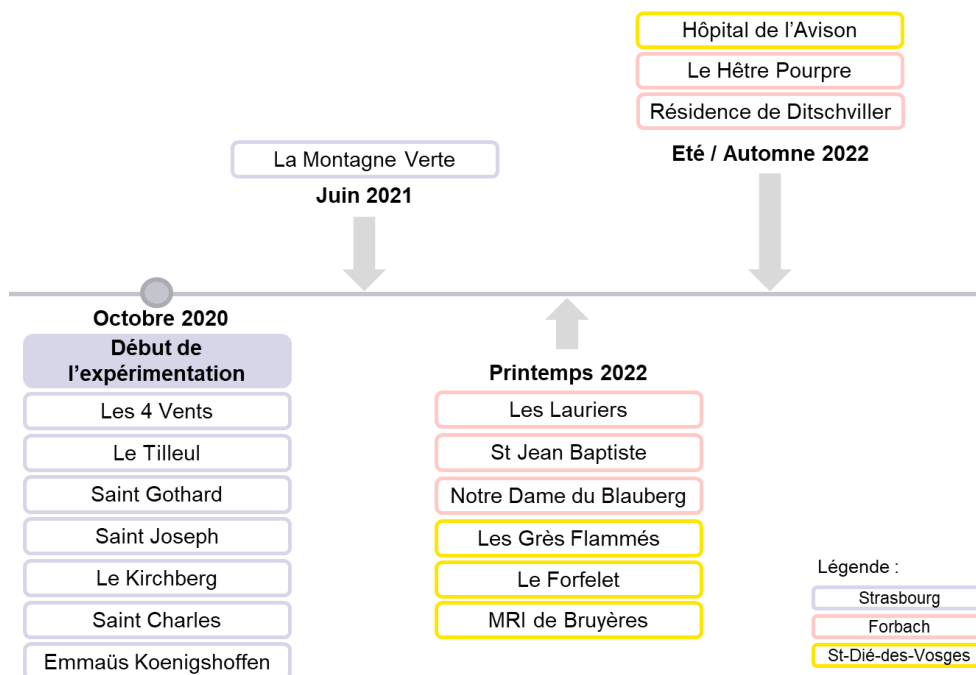 Hôpital de l'Avison
Le Hêtre Pourpre
Résidence de Ditschviller
Eté / Automne 2022
La Montagne Verte
Juin 2021
Octobre 2020
Début de
l'expérimentation
Les 4 Vents
Le Tilleul
Saint Gothard
Saint Joseph
Le Kirchberg
Saint Charles
Emmaüs Koenigshoffen
Printemps 2022
Les Lauriers
St Jean Baptiste
Notre Dame du Blauberg
Les Grès Flammés
Le Forfelet
MRI de Bruyères
Légende :
Strasbourg
Forbach
St-Dié-des-Vosges